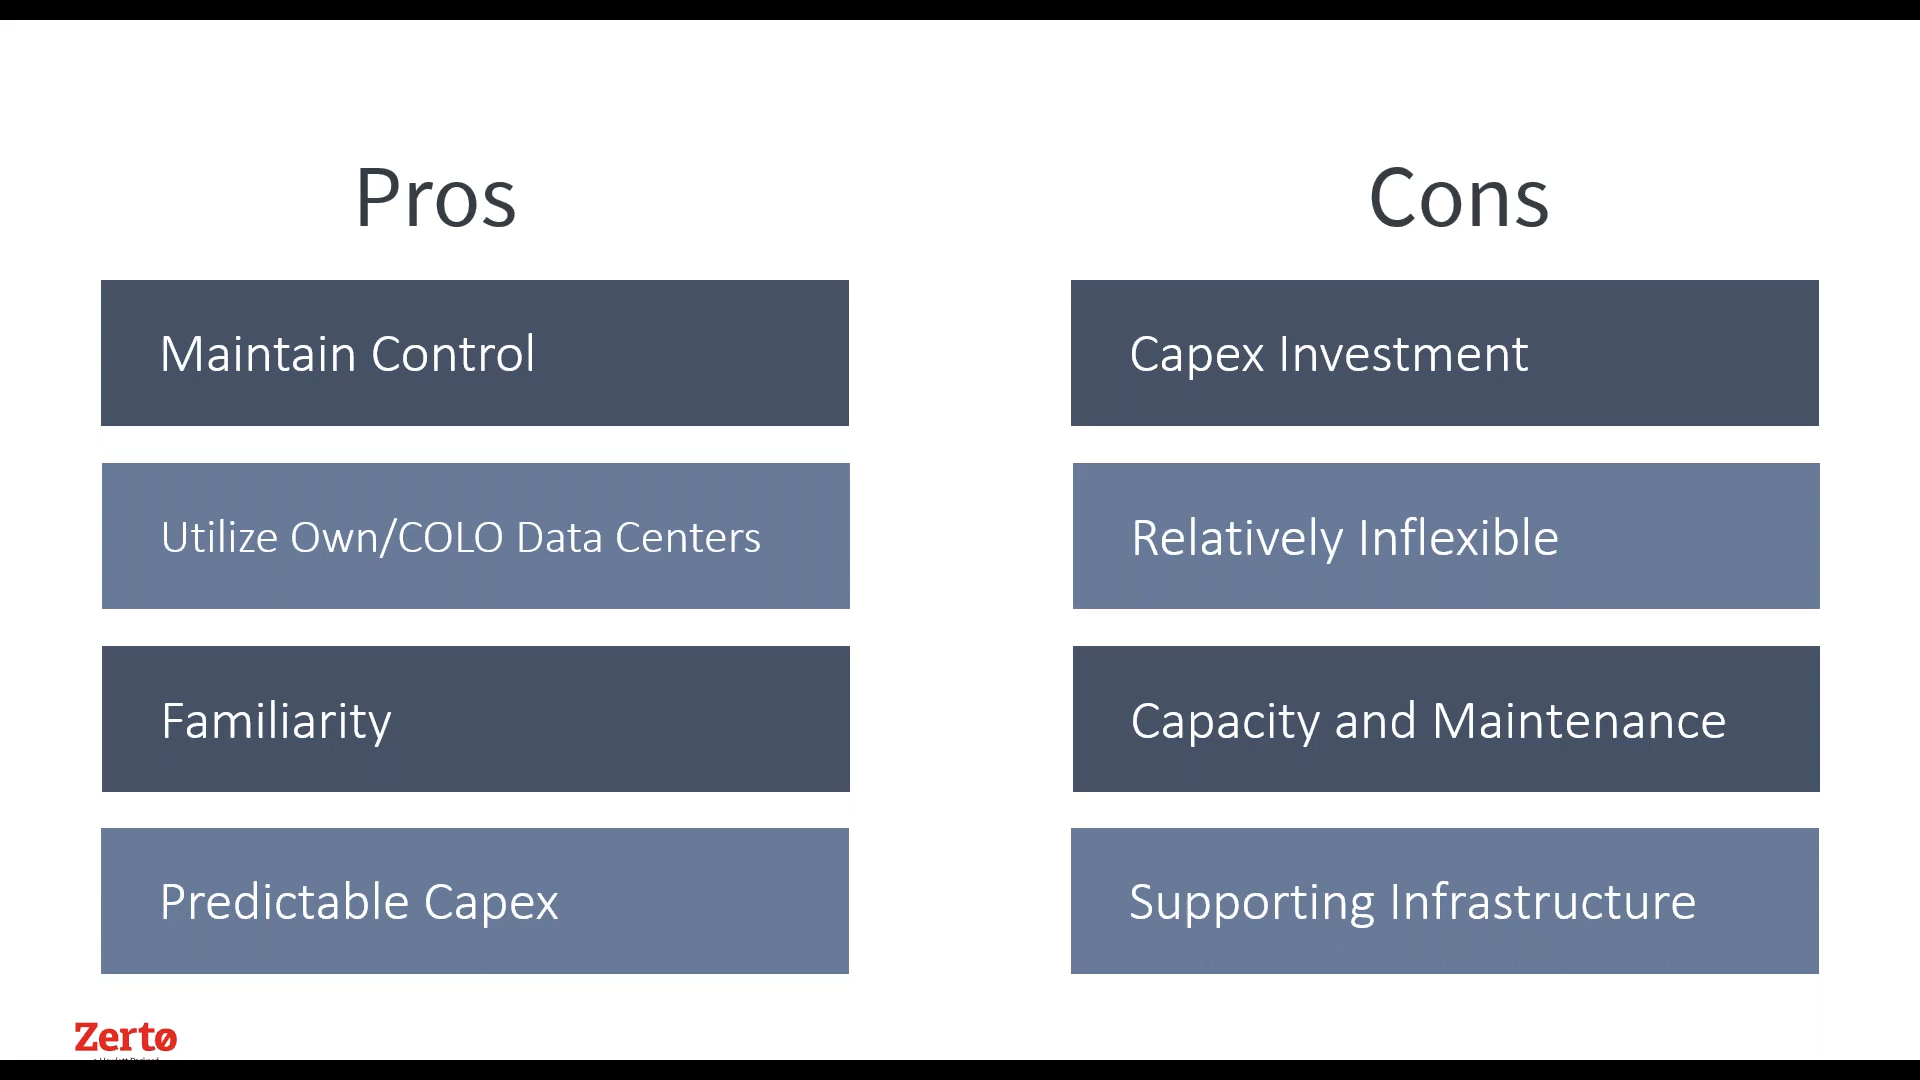 Pros
Maintain Control
Utilize Own/COLO Data Centers
Familiarity
Predictable Capex
Cons
Capex Investment
Relatively Inflexible
Capacity and Maintenance
Supporting Infrastructure
Zerto